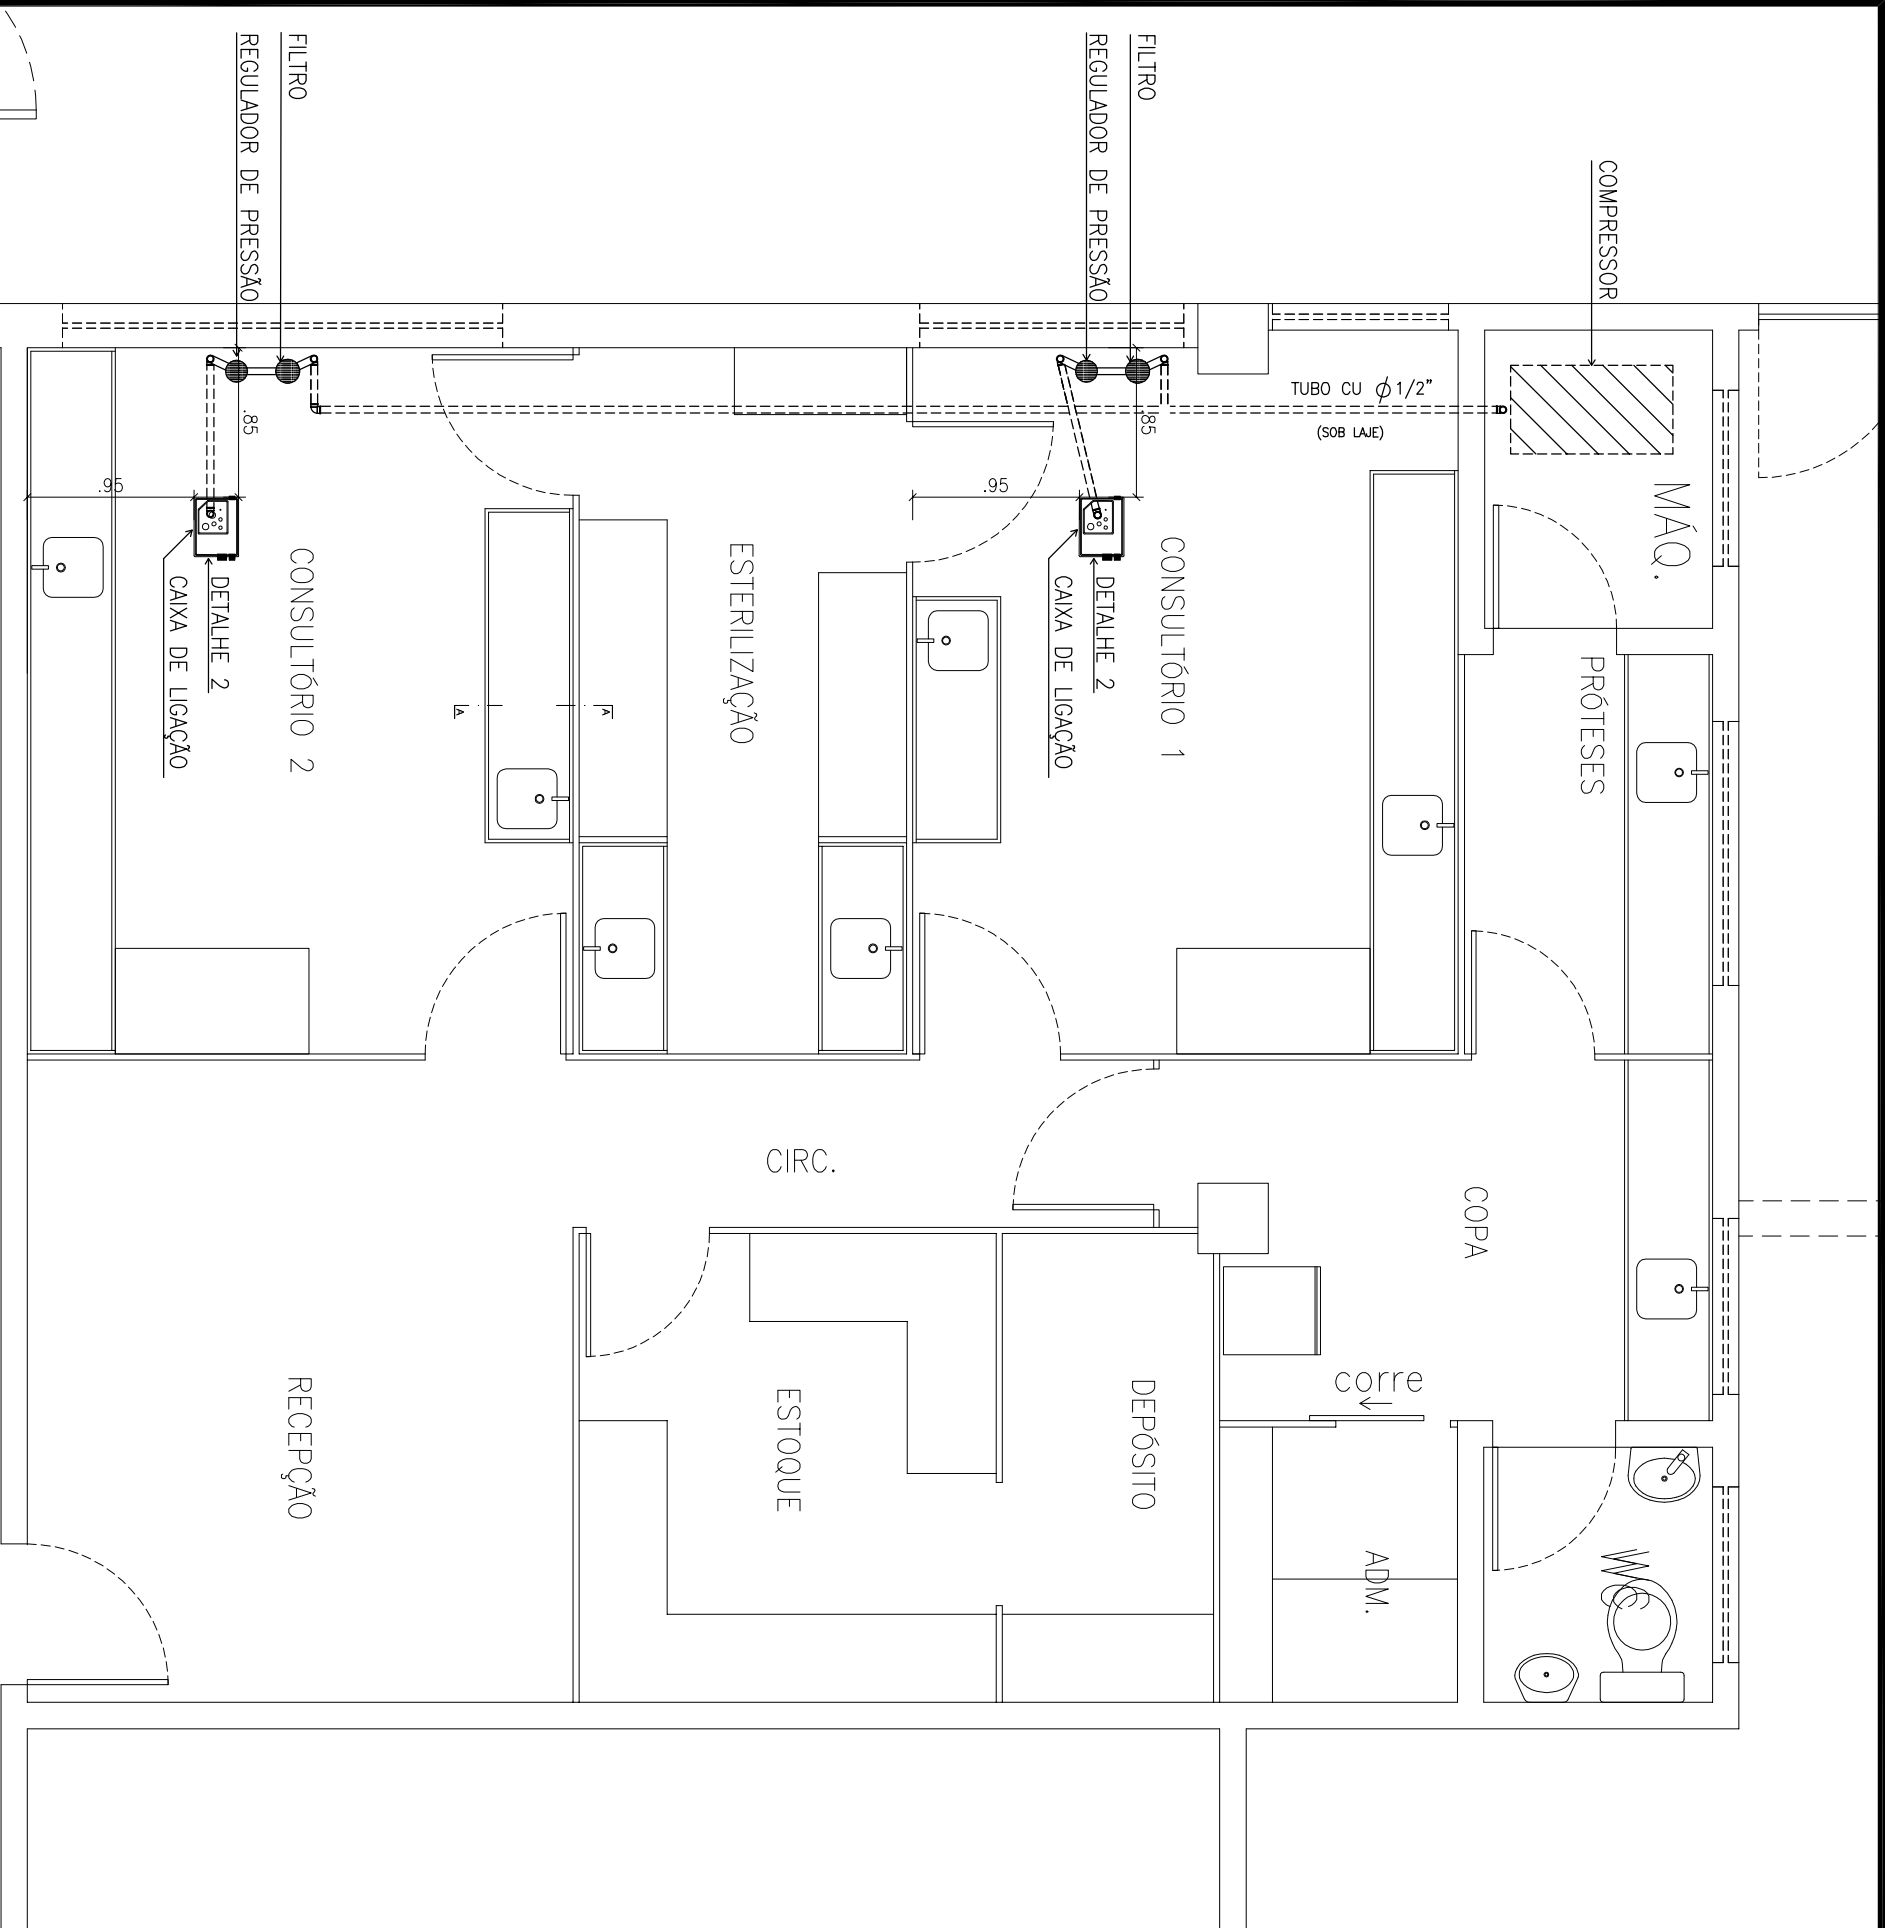 FILTRO
REGULADOR DE PRESSÃO
FILTRO
REGULADOR DE PRESSÃO
COMPRESSOR
TUBO CU ϕ1/2"
(SOB LAJE)
.85
.85
.95
.95
MÁQ.
CONSULTÓRIO 2
DETALHE 2
CAIXA DE LIGAÇÃO
ESTERILIZAÇÃO
CONSULTÓRIO 1
DETALHE 2
CAIXA DE LIGAÇÃO
PRÓTESES
A
A
CIRC.
COPA
corre
RECEPÇÃO
ESTOQUE
DEPÓSITO
ADM.
WC